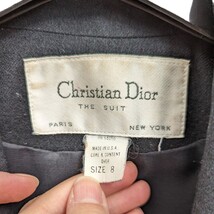 Christian Dior
THE SUIT
PARIS NEW YORK
MADE IN U.S.A.
SIZE 8